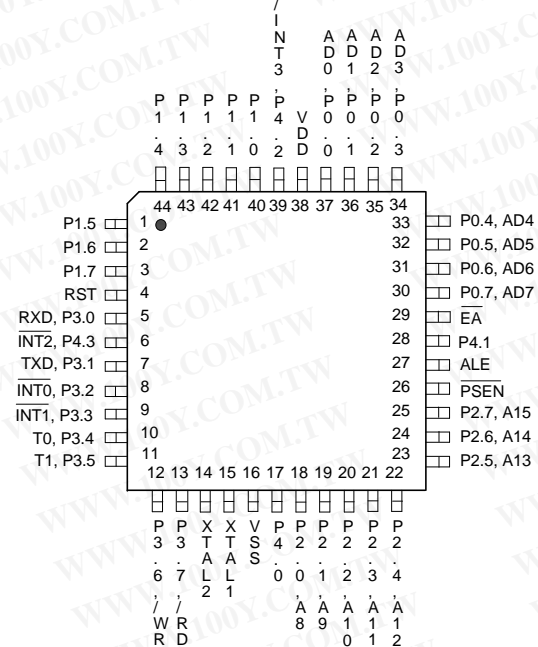 /INT3, P4.2
AD0, P0.0
AD1, P0.1
AD2, P0.2
AD3, P0.3
P1.4
P1.3
P1.2
P1.1
P1.0
VDD
44 43 42 41 40 39 38 37 36 35 34
P1.5 1
P1.6 2
P1.7 3
RST 4
RXD, P3.0 5
INT2, P4.3 6
TXD, P3.1 7
INT0, P3.2 8
INT1, P3.3 9
T0, P3.4 10
T1, P3.5 11
33 P0.4, AD4
32 P0.5, AD5
31 P0.6, AD6
30 P0.7, AD7
29 EA
28 P4.1
27 ALE
26 PSEN
25 P2.7, A15
24 P2.6, A14
23 P2.5, A13
12 13 14 15 16 17 18 19 20 21 22
P3.6, /WR
P3.7, /RD
XTAL2
XTAL1
VSS
P4.0
P2.0, A8
P2.1, A9
P2.2, A10
P2.3, A11
P2.4, A12
WWW.100Y.COM.TW